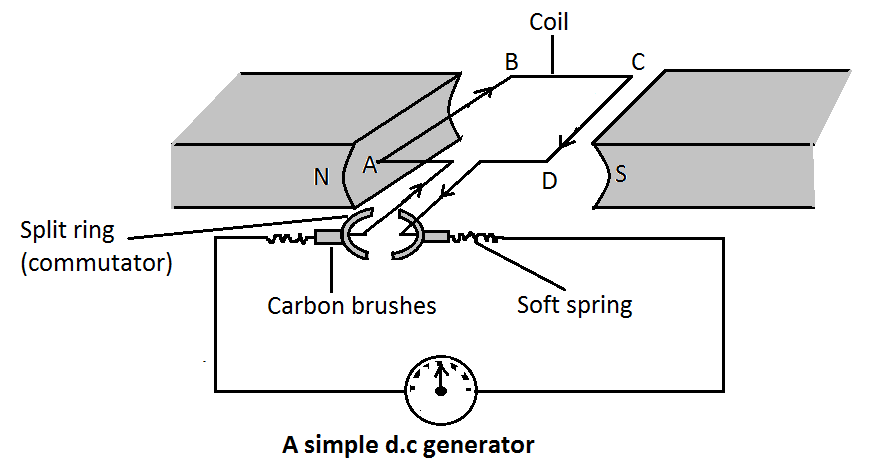 Coil
B
C
A
N
D
S
Split ring
(commutator)
Carbon brushes
Soft spring
A simple d.c generator